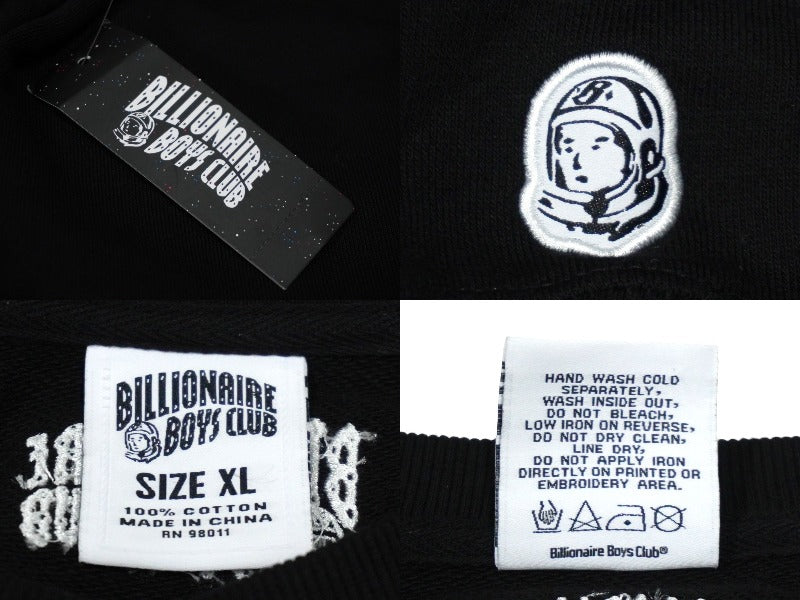 BILLIONAIRE
BOYS CLUB
B
BILLIONAIRE
BOYS CLUB
SIZE XL
100% COTTON
MADE IN CHINA
RN 98011
HAND WASH COLD
SEPARATELY,
WASH INSIDE OUT,
DO NOT BLEACH,
LOW IRON ON REVERSE,
DO NOT DRY CLEAN,
LINE DRY,
DO NOT APPLY IRON
DIRECTLY ON PRINTED OR
EMBROIDERY AREA.
Billionaire Boys Club®